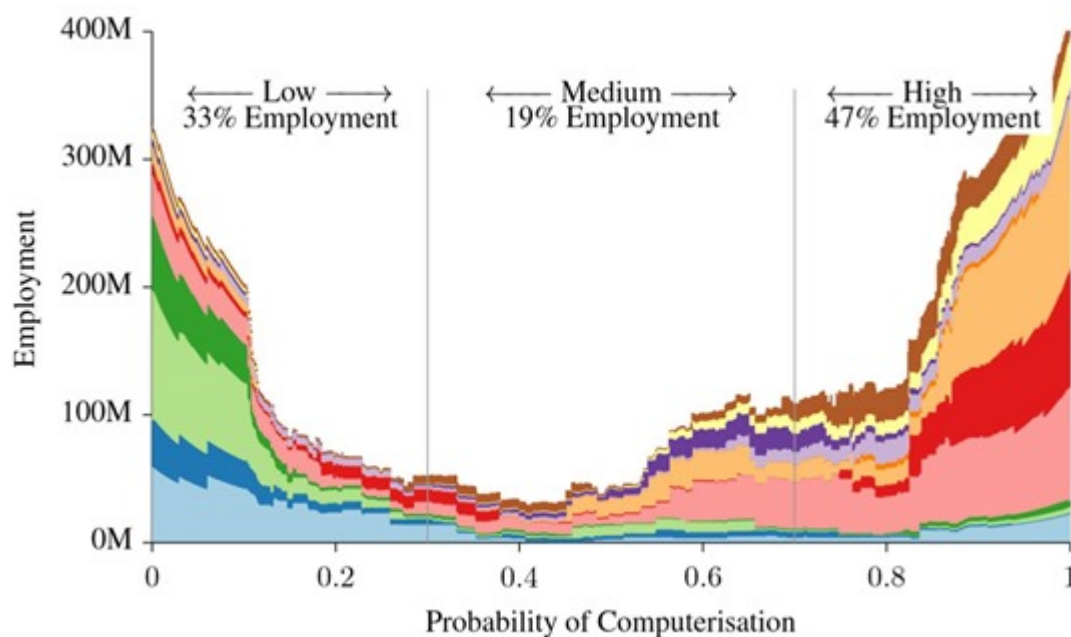 400M
300M
200M
100M
0M
Employment
←— Low —→
33% Employment
←— Medium —→
19% Employment
←— High —→
47% Employment
0 0.2 0.4 0.6 0.8 1
Probability of Computerisation